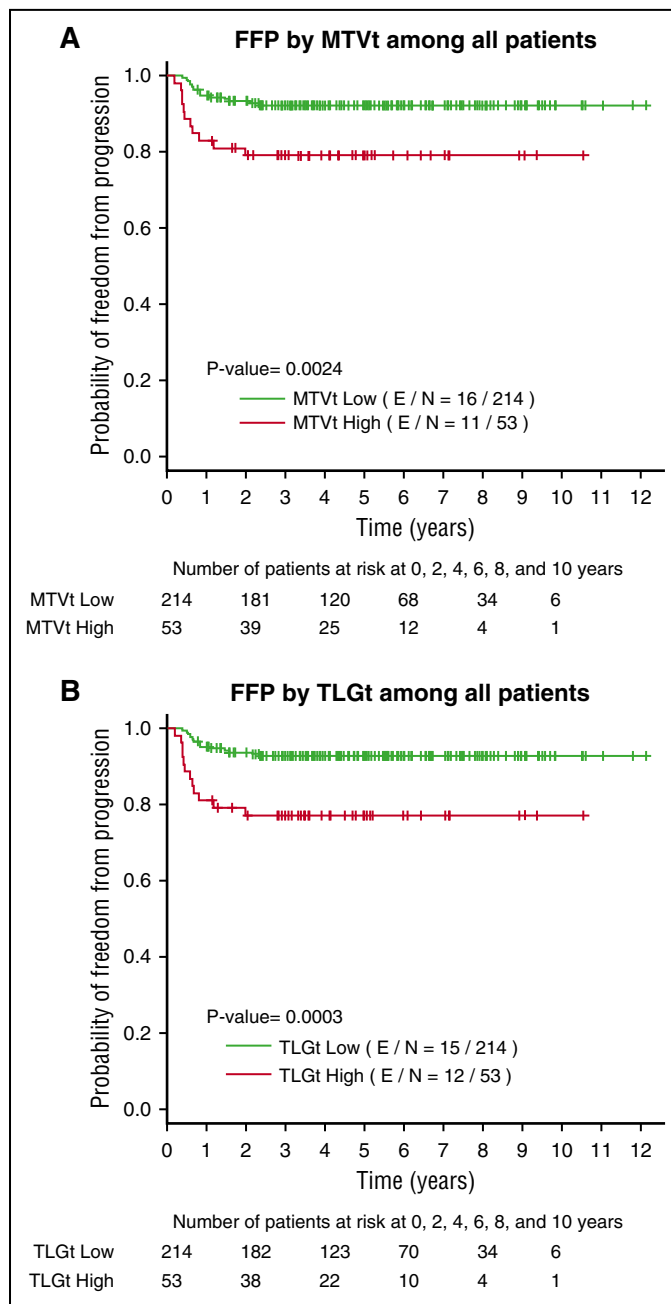 A FFP by MTVt among all patients
Probability of freedom from progression
1.0
0.8
0.6
0.4
0.2
0.0
P-value= 0.0024
MTVt Low ( E / N = 16 / 214 )
MTVt High ( E / N = 11 / 53 )
0 1 2 3 4 5 6 7 8 9 10 11 12
Time (years)
Number of patients at risk at 0, 2, 4, 6, 8, and 10 years
MTVt Low 214 181 120 68 34 6
MTVt High 53 39 25 12 4 1
B FFP by TLGt among all patients
Probability of freedom from progression
1.0
0.8
0.6
0.4
0.2
0.0
P-value= 0.0003
TLGt Low ( E / N = 15 / 214 )
TLGt High ( E / N = 12 / 53 )
0 1 2 3 4 5 6 7 8 9 10 11 12
Time (years)
Number of patients at risk at 0, 2, 4, 6, 8, and 10 years
TLGt Low 214 182 123 70 34 6
TLGt High 53 38 22 10 4 1